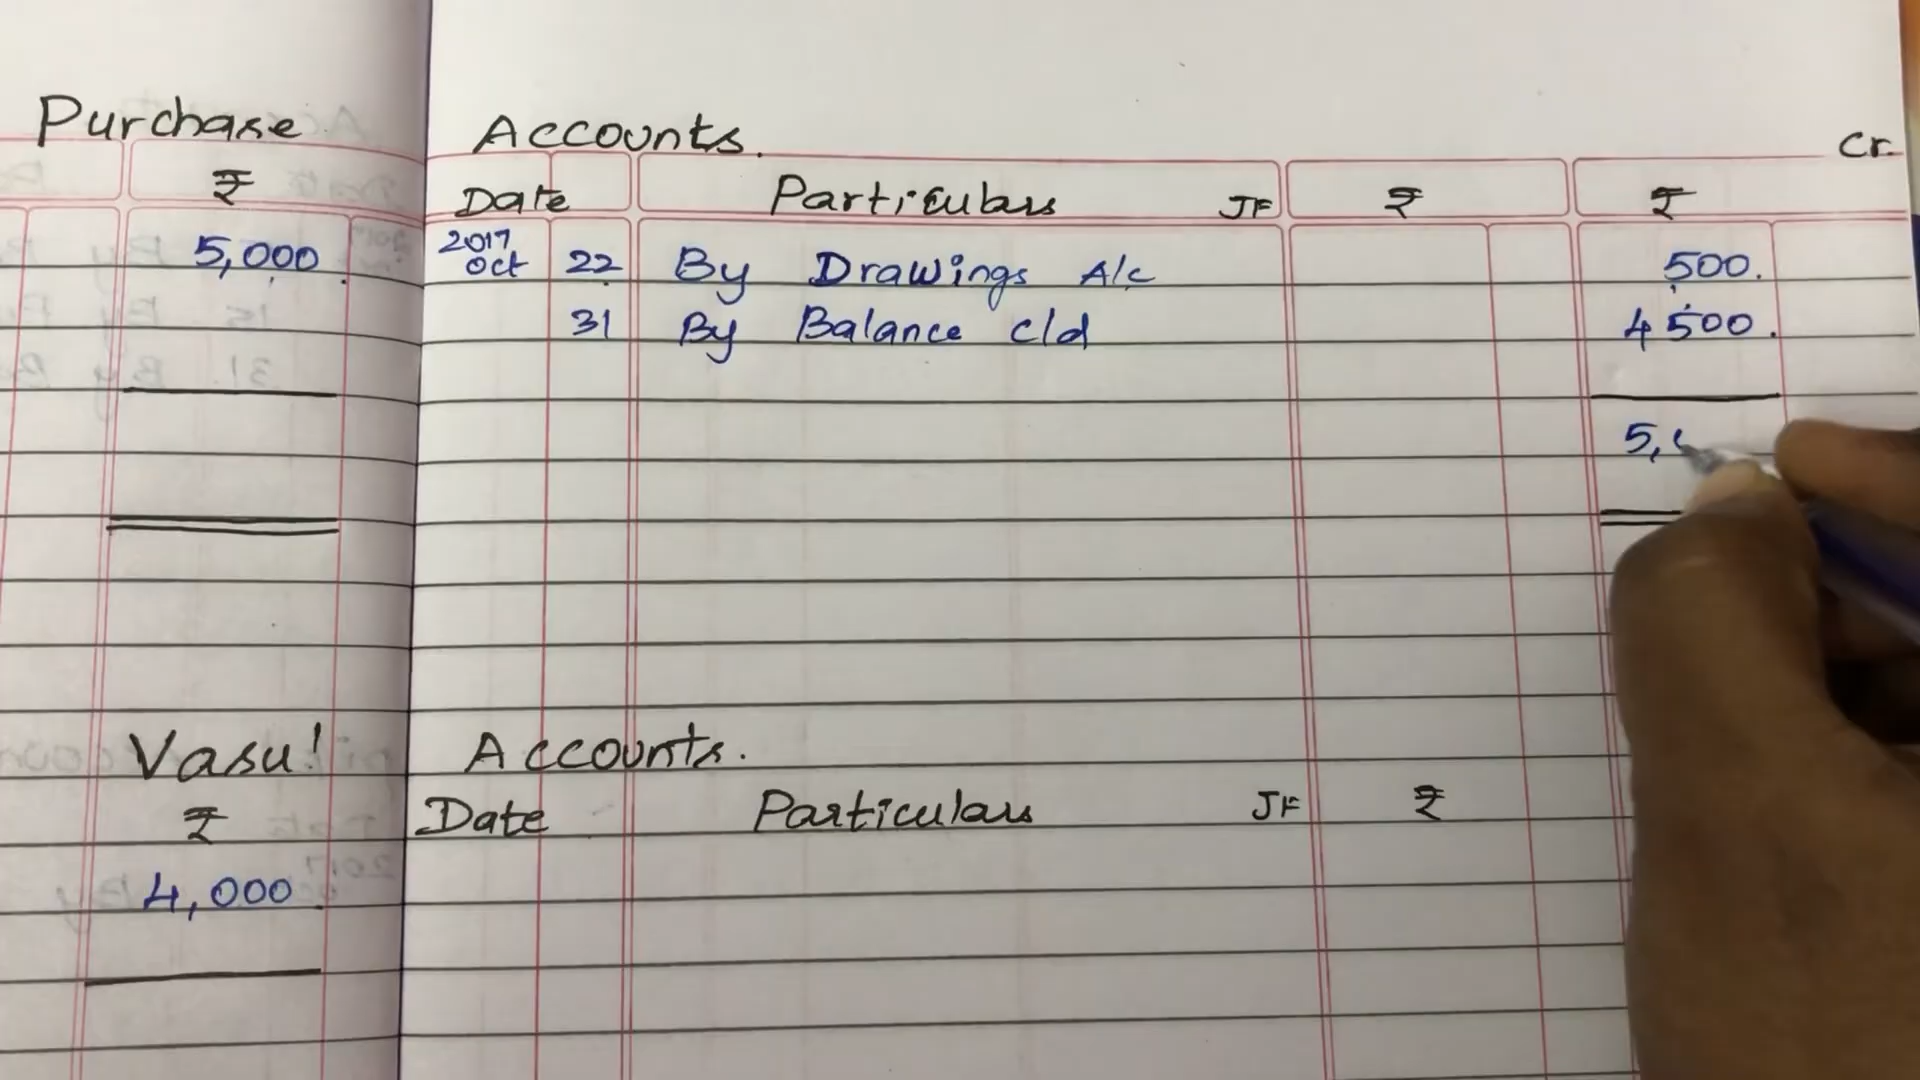 Purchase Accounts.
Cr.
₹ Date Particulars JF ₹ ₹
5,000 2017 Oct 22 By Drawings A/c 500.
31 By Balance c/d 4500.
5,
Vasu' Accounts.
₹ Date Particulars JF ₹
4,000